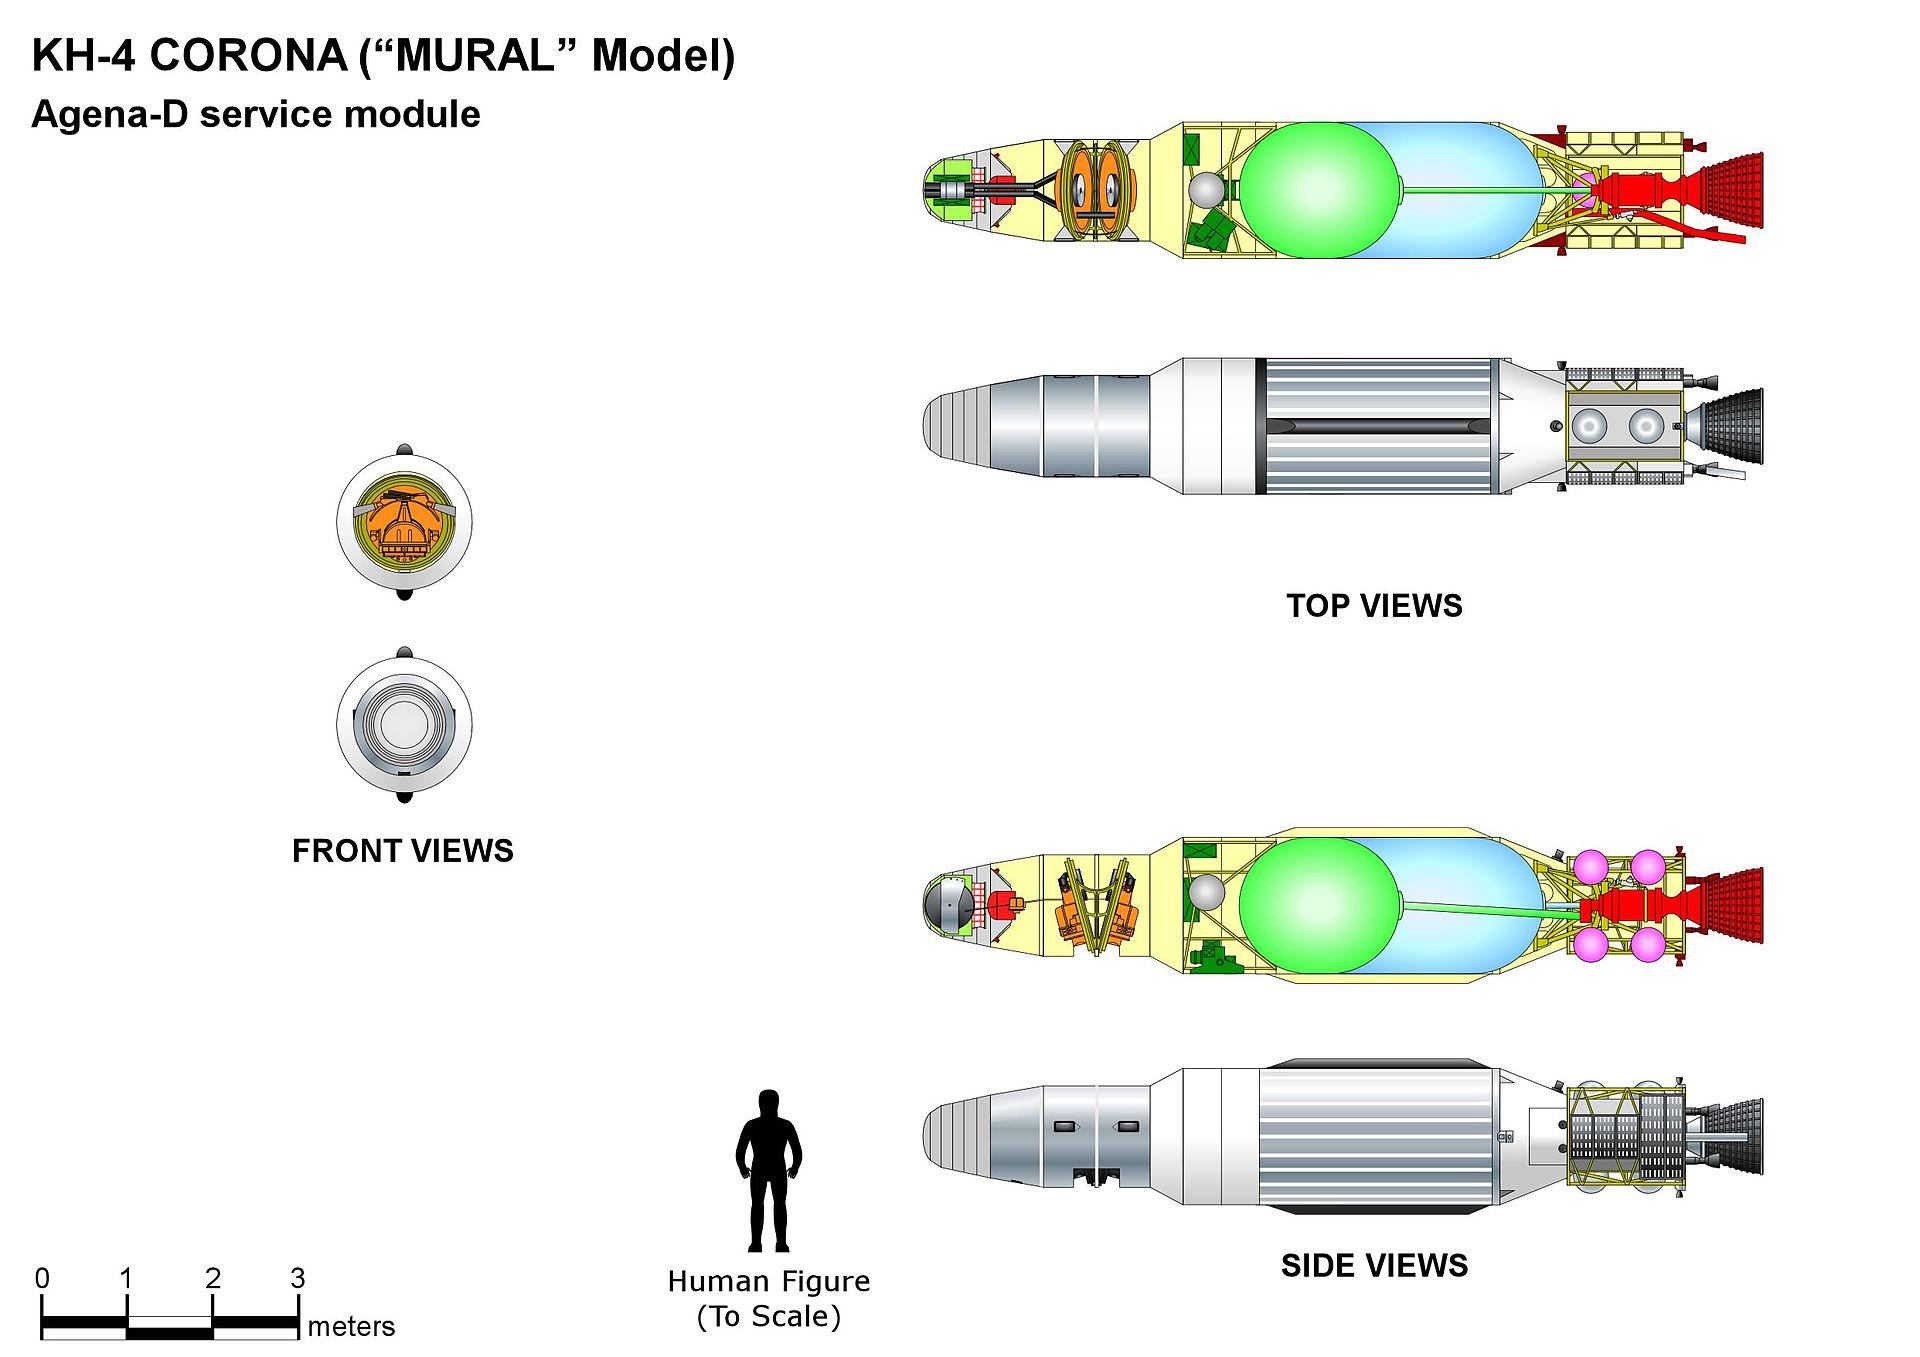 KH-4 CORONA (“MURAL” Model)
Agena-D service module
TOP VIEWS
FRONT VIEWS
SIDE VIEWS
Human Figure
(To Scale)
0 1 2 3
meters